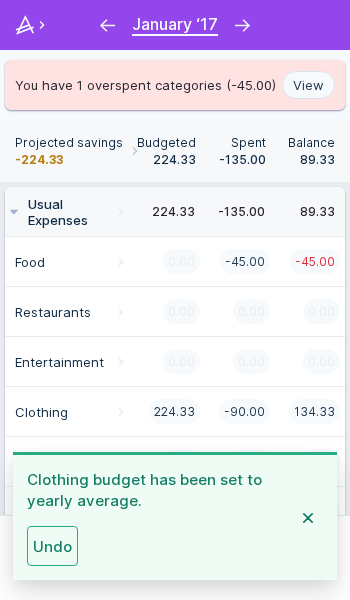 January ‘17
You have 1 overspent categories (-45.00) View
Projected savings Budgeted Spent Balance
-224.33 224.33 -135.00 89.33
Usual
Expenses 224.33 -135.00 89.33
Food 0.00 -45.00 -45.00
Restaurants 0.00 0.00 0.00
Entertainment 0.00 0.00 0.00
Clothing 224.33 -90.00 134.33
Clothing budget has been set to
yearly average.
Undo